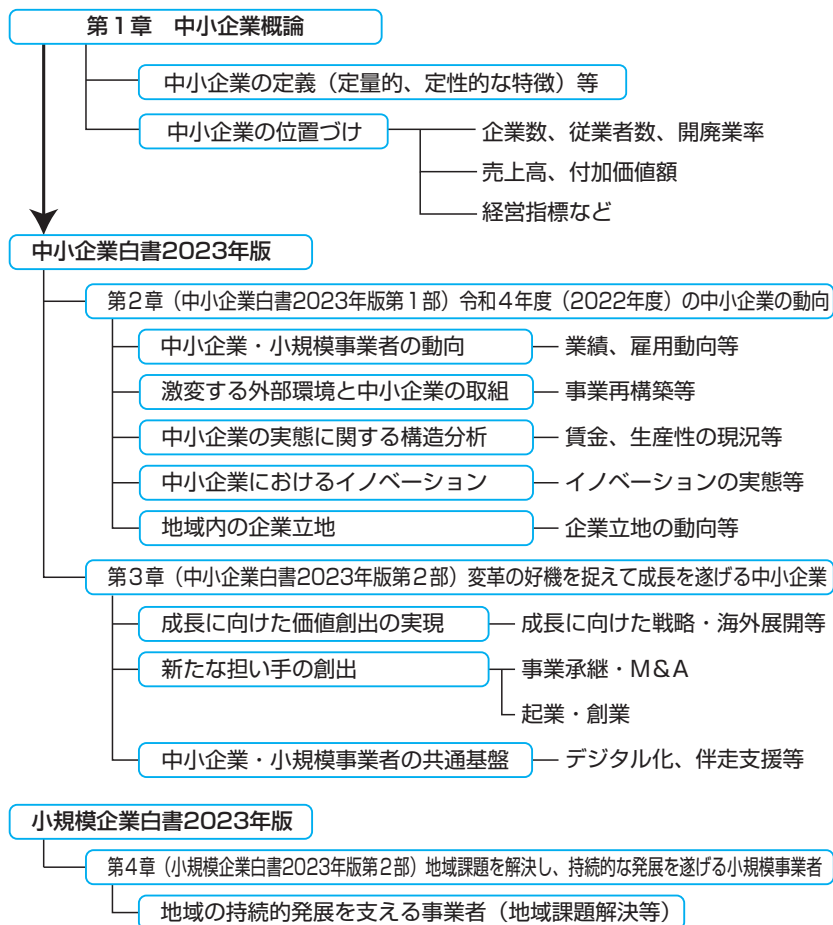 第1章　中小企業概論
中小企業の定義（定量的、定性的な特徴）等
中小企業の位置づけ
企業数、従業者数、開廃業率
売上高、付加価値額
経営指標など
中小企業白書2023年版
第2章（中小企業白書2023年版第1部）令和4年度（2022年度）の中小企業の動向
中小企業・小規模事業者の動向
業績、雇用動向等
激変する外部環境と中小企業の取組
事業再構築等
中小企業の実態に関する構造分析
賃金、生産性の現況等
中小企業におけるイノベーション
イノベーションの実態等
地域内の企業立地
企業立地の動向等
第3章（中小企業白書2023年版第2部）変革の好機を捉えて成長を遂げる中小企業
成長に向けた価値創出の実現
成長に向けた戦略・海外展開等
新たな担い手の創出
事業承継・M&A
起業・創業
中小企業・小規模事業者の共通基盤
デジタル化、伴走支援等
小規模企業白書2023年版
第4章（小規模企業白書2023年版第2部）地域課題を解決し、持続的な発展を遂げる小規模事業者
地域の持続的発展を支える事業者（地域課題解決等）